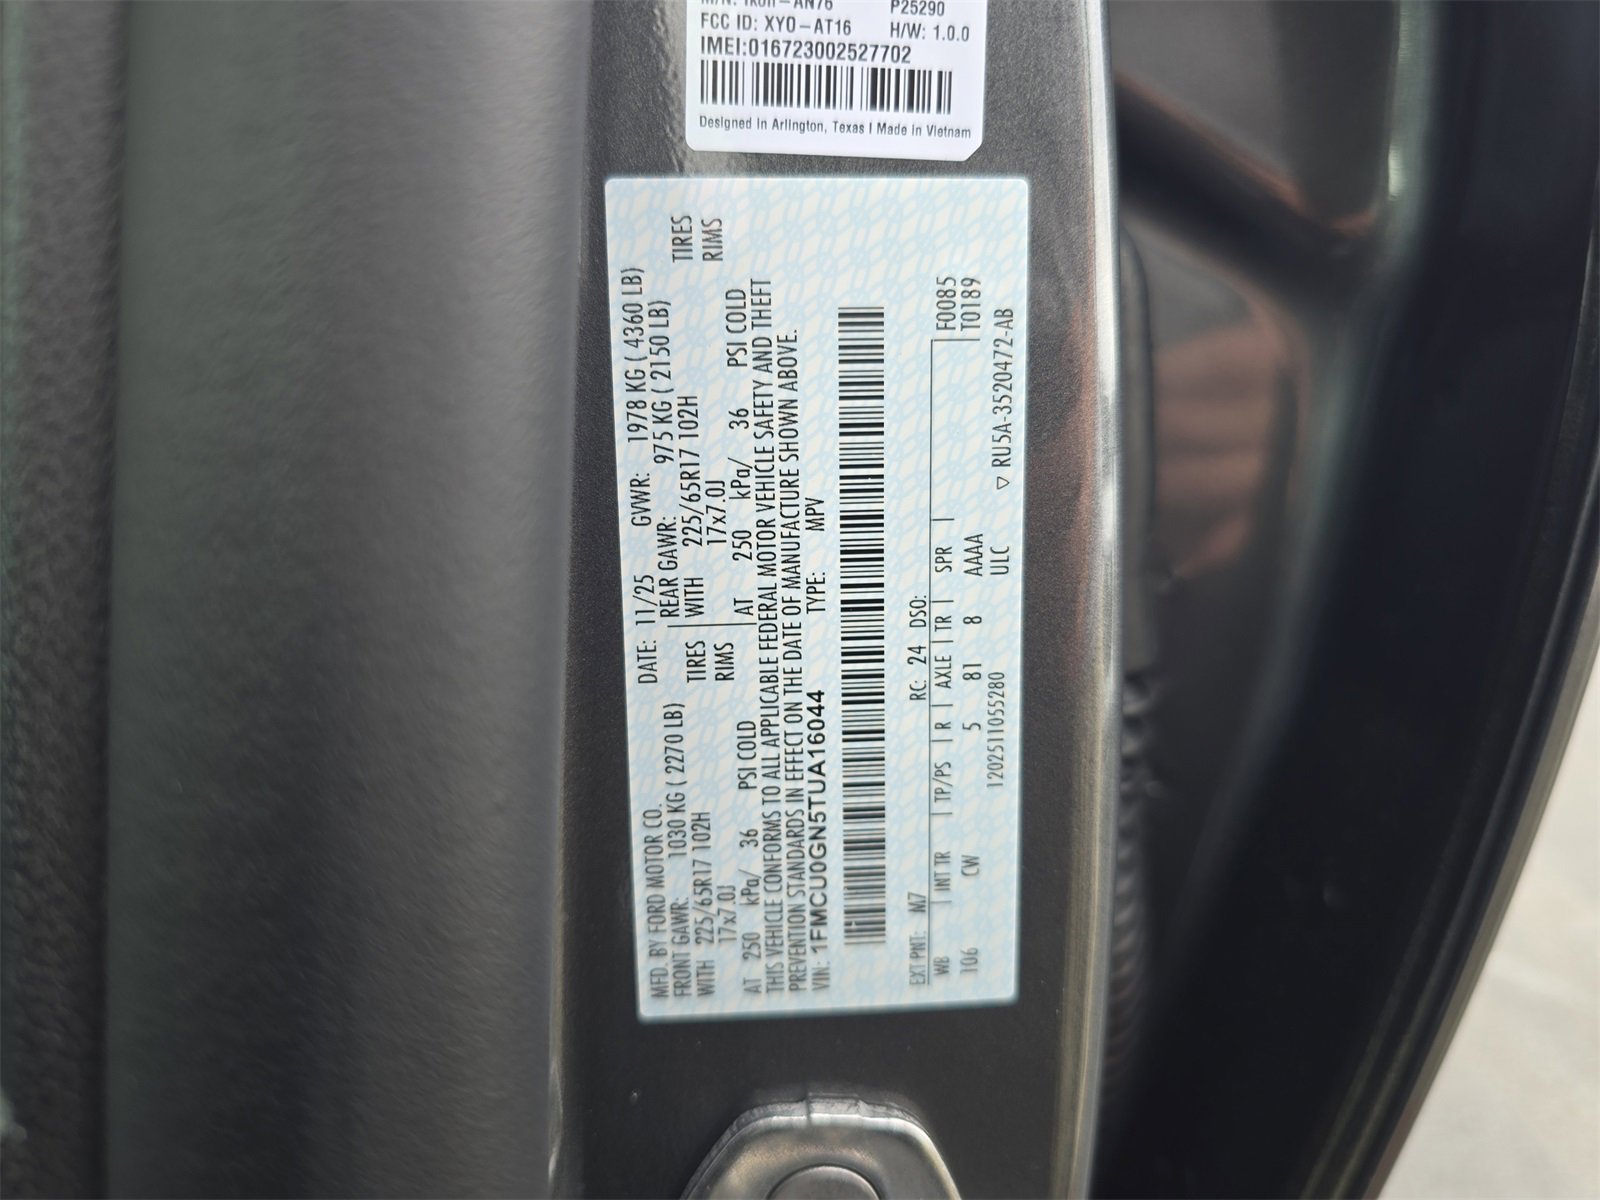 M/N: Ikon-AN76 P25290
FCC ID: XYO-AT16 H/W: 1.0.0
IMEI:016723002527702
Designed in Arlington, Texas | Made in Vietnam
MFD. BY FORD MOTOR CO. DATE: 11/25 GVWR: 1978 KG ( 4360 LB)
FRONT GAWR: 1030 KG ( 2270 LB) REAR GAWR: 975 KG ( 2150 LB)
WITH 225/65R17 102H TIRES WITH 225/65R17 102H TIRES
17x7.0J RIMS 17x7.0J RIMS
AT 250 kPa/ 36 PSI COLD AT 250 kPa/ 36 PSI COLD
THIS VEHICLE CONFORMS TO ALL APPLICABLE FEDERAL MOTOR VEHICLE SAFETY AND THEFT
PREVENTION STANDARDS IN EFFECT ON THE DATE OF MANUFACTURE SHOWN ABOVE.
VIN: 1FMCU0GN5TUA16044 TYPE: MPV
EXT PNT: M7 RC: 24 DSO:
WB | INT TR | TP/PS | R | AXLE | TR | SPR | F0085
106 CW 5 81 8 AAAA T0189
120251105280 ULC ▽ RU5A-3520472-AB